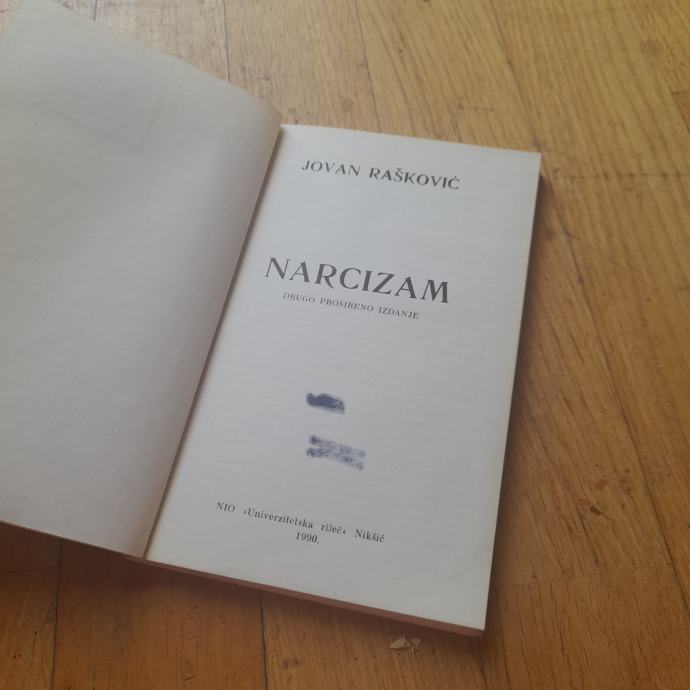 JOVAN RAŠKOVIĆ
NARCIZAM
DRUGO PROŠIRENO IZDANJE
NIO »Univerzitetska riječ« Nikšić
1990.